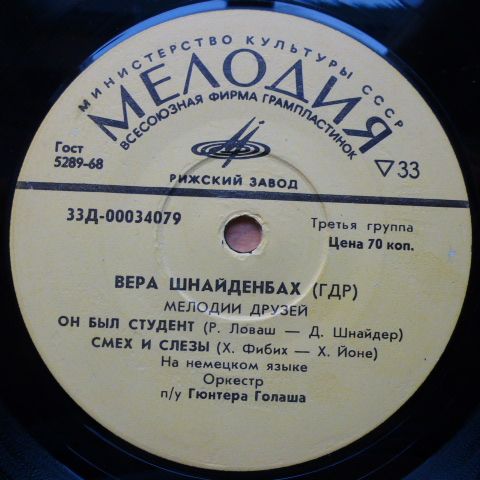 МИНИСТЕРСТВО КУЛЬТУРЫ СССР
МЕЛОДИЯ
ВСЕСОЮЗНАЯ ФИРМА ГРАМПЛАСТИНОК
Гост
5289-68
▽33
РИЖСКИЙ ЗАВОД
33Д-00034079
Третья группа
Цена 70 коп.
ВЕРА ШНАЙДЕНБАХ (ГДР)
МЕЛОДИИ ДРУЗЕЙ
ОН БЫЛ СТУДЕНТ (Р. Ловаш — Д. Шнайдер)
СМЕХ И СЛЕЗЫ (Х. Фибих — Х. Йоне)
На немецком языке
Оркестр
п/у Гюнтера Голаша